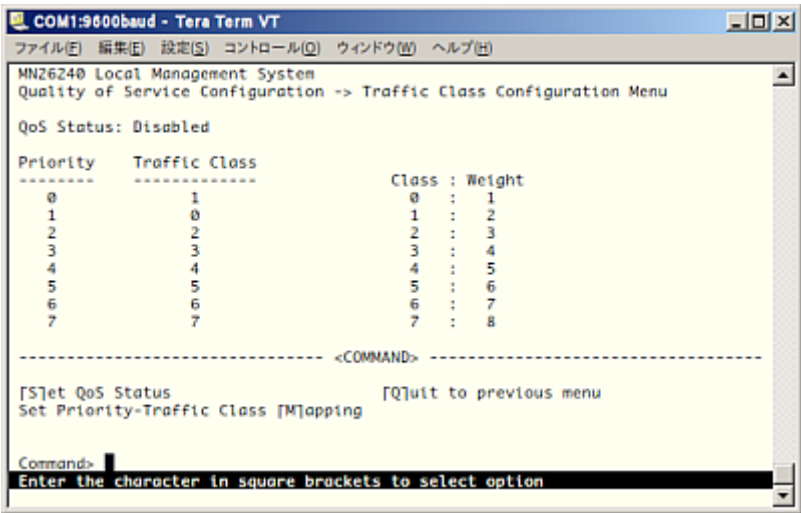 COM1:9600baud - Tera Term VT
ファイル(F) 編集(E) 設定(S) コントロール(O) ウィンドウ(W) ヘルプ(H)
MN26240 Local Management System
Quality of Service Configuration -> Traffic Class Configuration Menu
QoS Status: Disabled
Priority Traffic Class
-------- ------------- Class : Weight
0 1 0 : 1
1 0 1 : 2
2 2 2 : 3
3 3 3 : 4
4 4 4 : 5
5 5 5 : 6
6 6 6 : 7
7 7 7 : 8
-------------------------------- <COMMAND> -----------------------------------
[S]et QoS Status [Q]uit to previous menu
Set Priority-Traffic Class [M]apping
Command>
Enter the character in square brackets to select option